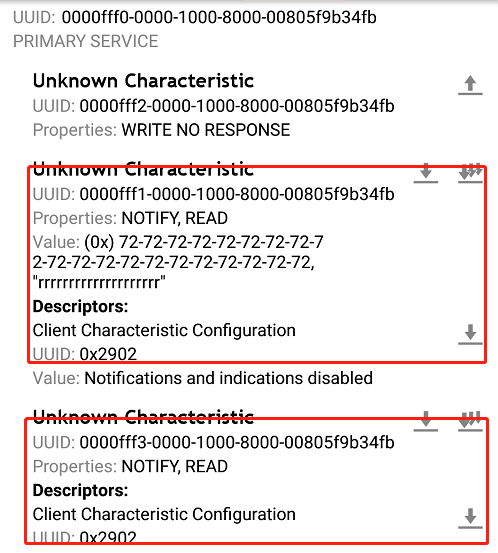 UUID: 0000fff0-0000-1000-8000-00805f9b34fb
PRIMARY SERVICE
Unknown Characteristic
UUID: 0000fff2-0000-1000-8000-00805f9b34fb
Properties: WRITE NO RESPONSE
Unknown Characteristic
UUID: 0000fff1-0000-1000-8000-00805f9b34fb
Properties: NOTIFY, READ
Value: (0x) 72-72-72-72-72-72-72-72-7
2-72-72-72-72-72-72-72-72-72-72-72,
"rrrrrrrrrrrrrrrrrrrr"
Descriptors:
Client Characteristic Configuration
UUID: 0x2902
Value: Notifications and indications disabled
Unknown Characteristic
UUID: 0000fff3-0000-1000-8000-00805f9b34fb
Properties: NOTIFY, READ
Descriptors:
Client Characteristic Configuration
UUID: 0x2902